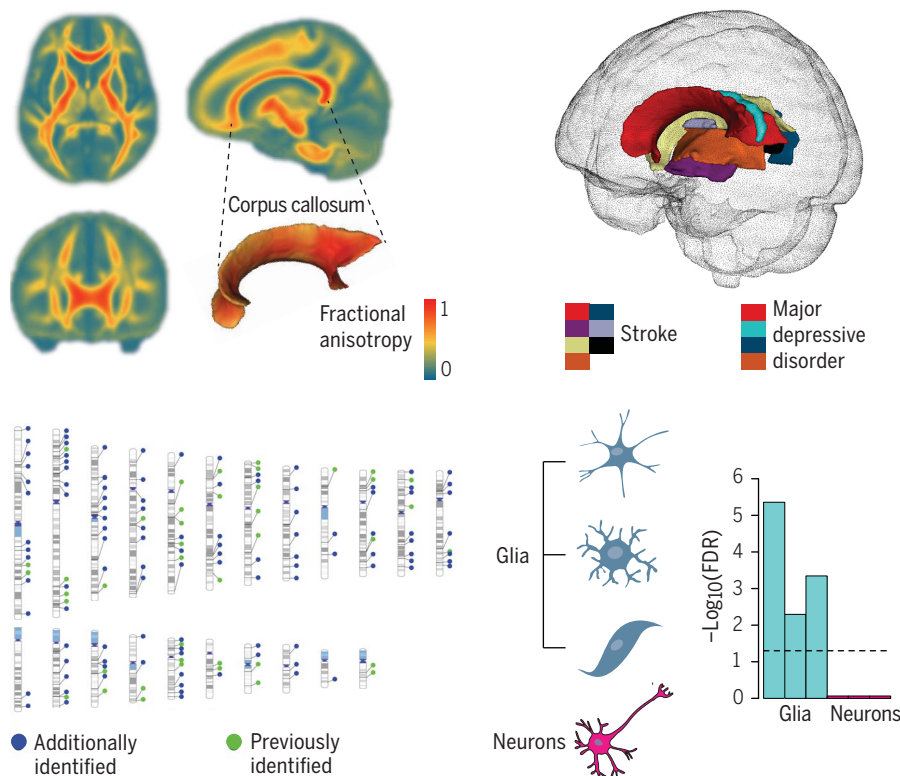 Corpus callosum
Fractional
anisotropy
1
0
Stroke
Major
depressive
disorder
Additionally
identified
Previously
identified
Glia
Neurons
−Log10(FDR)
6
5
4
3
2
1
0
Glia
Neurons